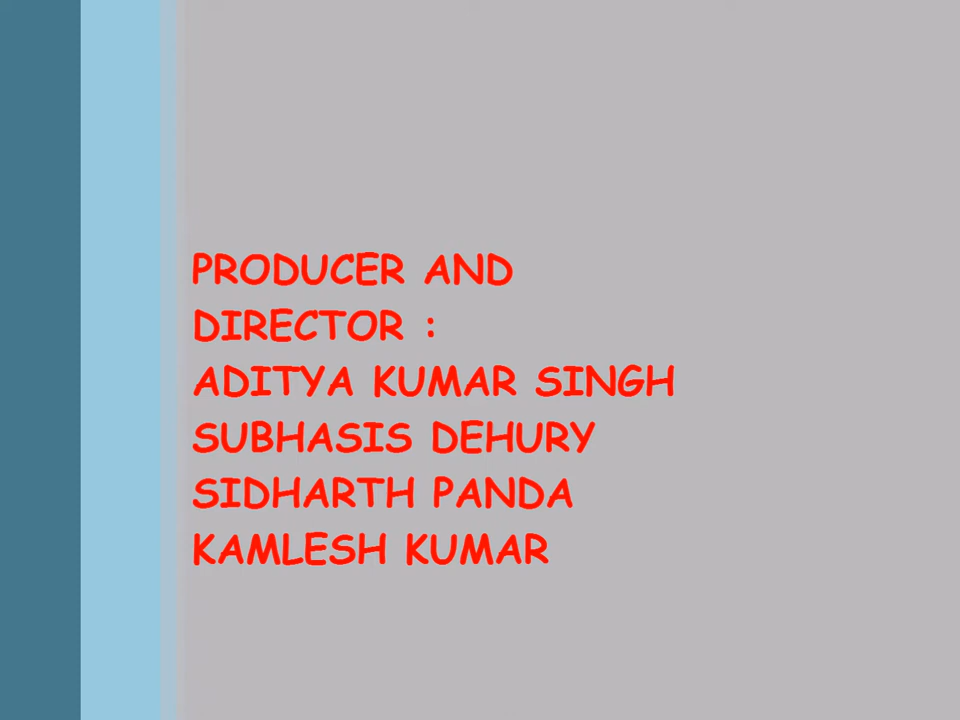 PRODUCER AND
DIRECTOR :
ADITYA KUMAR SINGH
SUBHASIS DEHURY
SIDHARTH PANDA
KAMLESH KUMAR